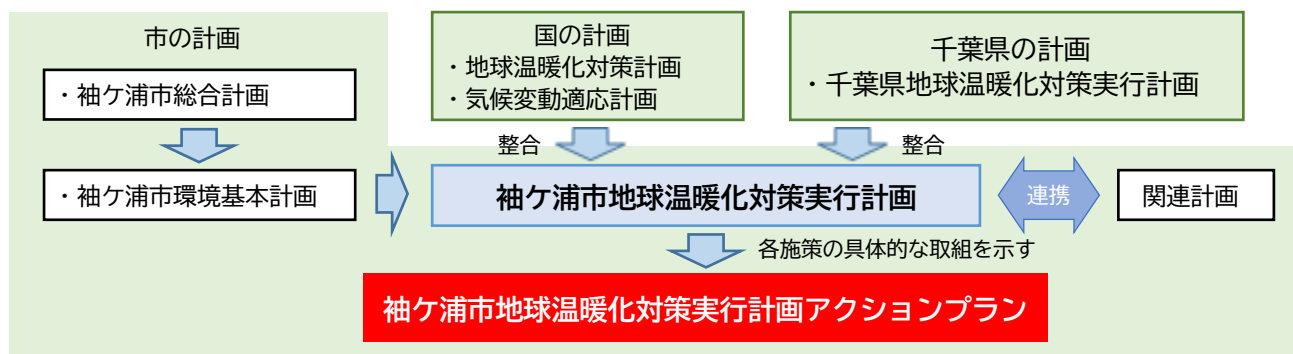 市の計画
・袖ケ浦市総合計画
・袖ケ浦市環境基本計画
国の計画
・地球温暖化対策計画
・気候変動適応計画
千葉県の計画
・千葉県地球温暖化対策実行計画
整合
整合
袖ケ浦市地球温暖化対策実行計画
連携
関連計画
各施策の具体的な取組を示す
袖ケ浦市地球温暖化対策実行計画アクションプラン